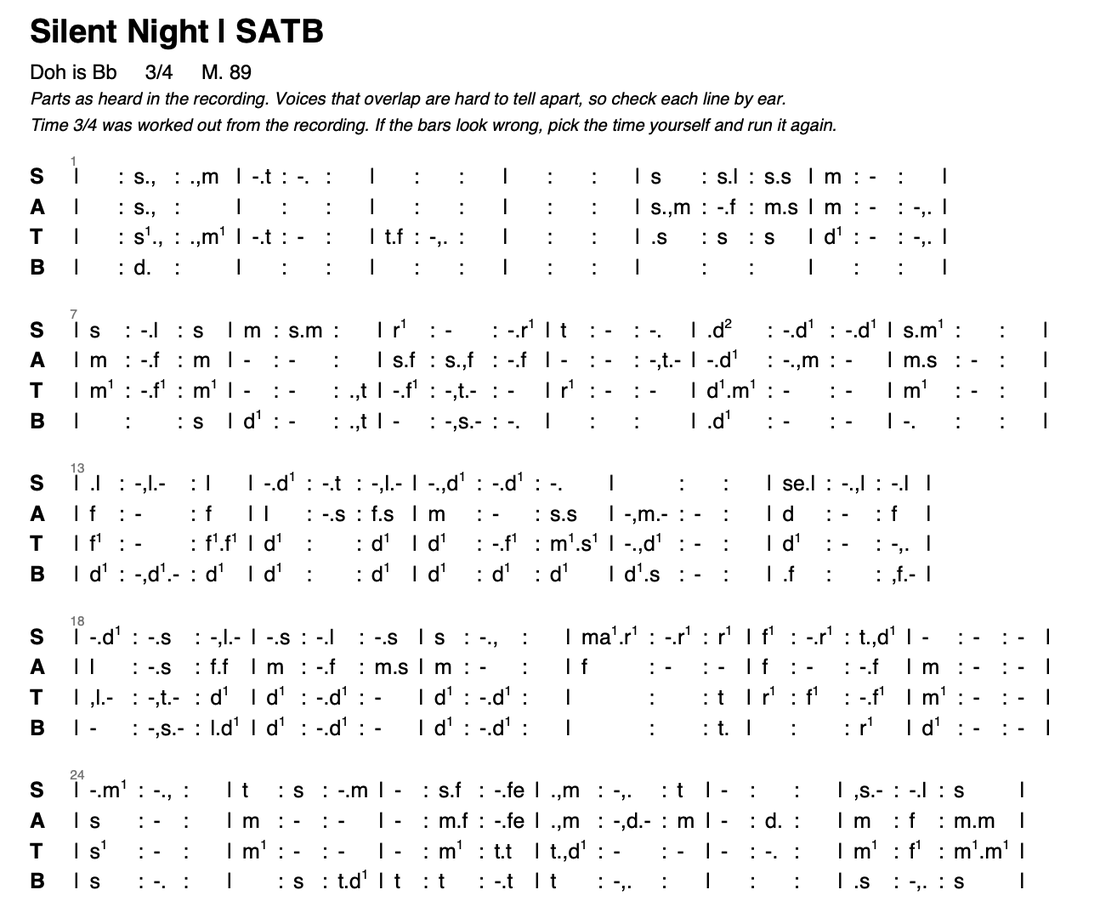 Silent Night | SATB
Doh is Bb 3/4 M. 89
Parts as heard in the recording. Voices that overlap are hard to tell apart, so check each line by ear.
Time 3/4 was worked out from the recording. If the bars look wrong, pick the time yourself and run it again.
1
S | : s., : .,m | -.t : -. : | : : | : : | s : s.l : s.s | m : - : |
A | : s., : | : : | : : | : : | s.,m : -.f : m.s | m : - : -,. |
T | : s¹., : .,m¹ | -.t : - : | t.f : -,. : | : : | .s : s : s | d¹ : - : -,. |
B | : d. : | : : | : : | : : | : : | : : |
7
S | s : -.l : s | m : s.m : | r¹ : - : -.r¹ | t : - : -. | .d² : -.d¹ : -.d¹ | s.m¹ : : |
A | m : -.f : m | - : - : | s.f : s.,f : -.f | - : - : -,t.- | -.d¹ : -.,m : - | m.s : - : |
T | m¹ : -.f¹ : m¹ | - : - : .,t | -.f¹ : -,t.- : - | r¹ : - : - | d¹.m¹ : - : - | m¹ : - : |
B | : : s | d¹ : - : .,t | - : -,s.- : -. | : : | .d¹ : - : - | -. : : |
13
S | .l : -,l.- : l | -.d¹ : -.t : -,l.- | -.,d¹ : -.d¹ : -. | : : | se.l : -.,l : -.l |
A | f : - : f | l : -.s : f.s | m : - : s.s | -,m.- : - : | d : - : f |
T | f¹ : - : f¹.f¹ | d¹ : : d¹ | d¹ : -.f¹ : m¹.s¹ | -.,d¹ : - : | d¹ : - : -,. |
B | d¹ : -,d¹.- : d¹ | d¹ : : d¹ | d¹ : d¹ : d¹ | d¹.s : - : | .f : : ,f.- |
18
S | -.d¹ : -.s : -,l.- | -.s : -.l : -.s | s : -., : | ma¹.r¹ : -.r¹ : r¹ | f¹ : -.r¹ : t.,d¹ | - : - : - |
A | l : -.s : f.f | m : -.f : m.s | m : - : | f : - : - | f : - : -.f | m : - : - |
T | ,l.- : -,t.- : d¹ | d¹ : -.d¹ : - | d¹ : -.d¹ : | : : t | r¹ : f¹ : -.f¹ | m¹ : - : - |
B | - : -,s.- : l.d¹ | d¹ : -.d¹ : - | d¹ : -.d¹ : | : : t. | : : r¹ | d¹ : - : - |
24
S | -.m¹ : -., : | t : s : -.m | - : s.f : -.fe | .,m : -,. : t | - : : | ,s.- : -.l : s |
A | s : - : | m : - : - | - : m.f : -.fe | .,m : -,d.- : m | - : d. : | m : f : m.m |
T | s¹ : - : | m¹ : - : - | - : m¹ : t.t | t.,d¹ : - : - | - : -. : | m¹ : f¹ : m¹.m¹ |
B | s : -. : | : s : t.d¹ | t : t : -.t | t : -,. : | : : | .s : -,. : s |